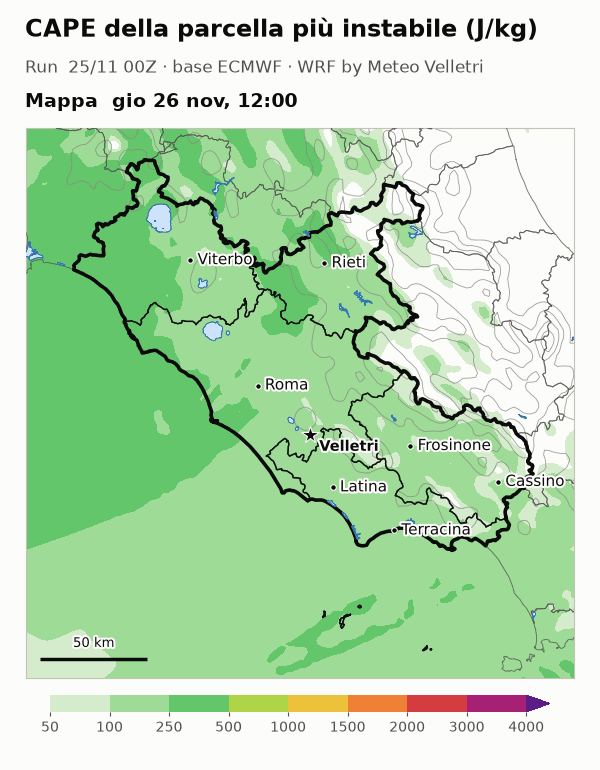 CAPE della parcella più instabile (J/kg)
Run  25/11 00Z · base ECMWF · WRF by Meteo Velletri
Mappa  gio 26 nov, 12:00
Viterbo
Rieti
Roma
Velletri
Frosinone
Cassino
Latina
Terracina
50 km
50 100 250 500 1000 1500 2000 3000 4000